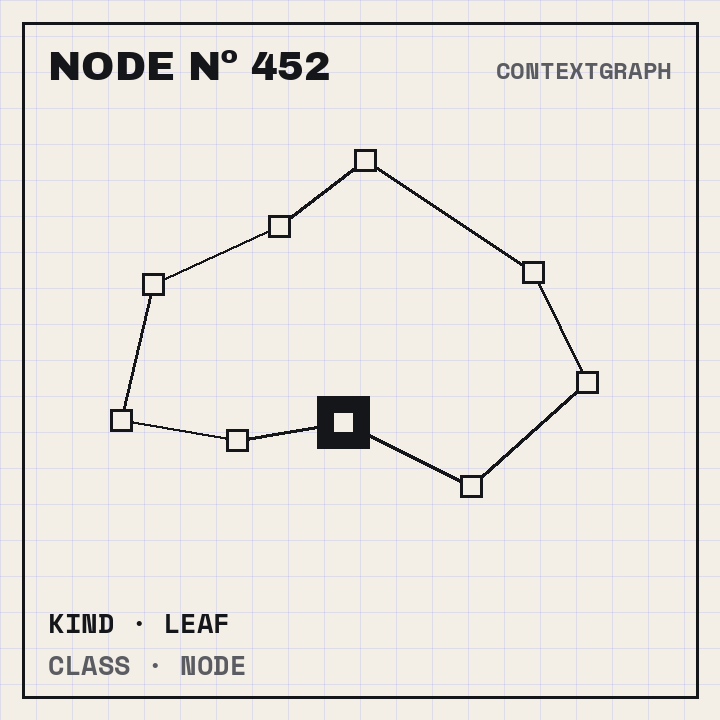 NODE Nº 452
CONTEXTGRAPH
KIND · LEAF
CLASS · NODE